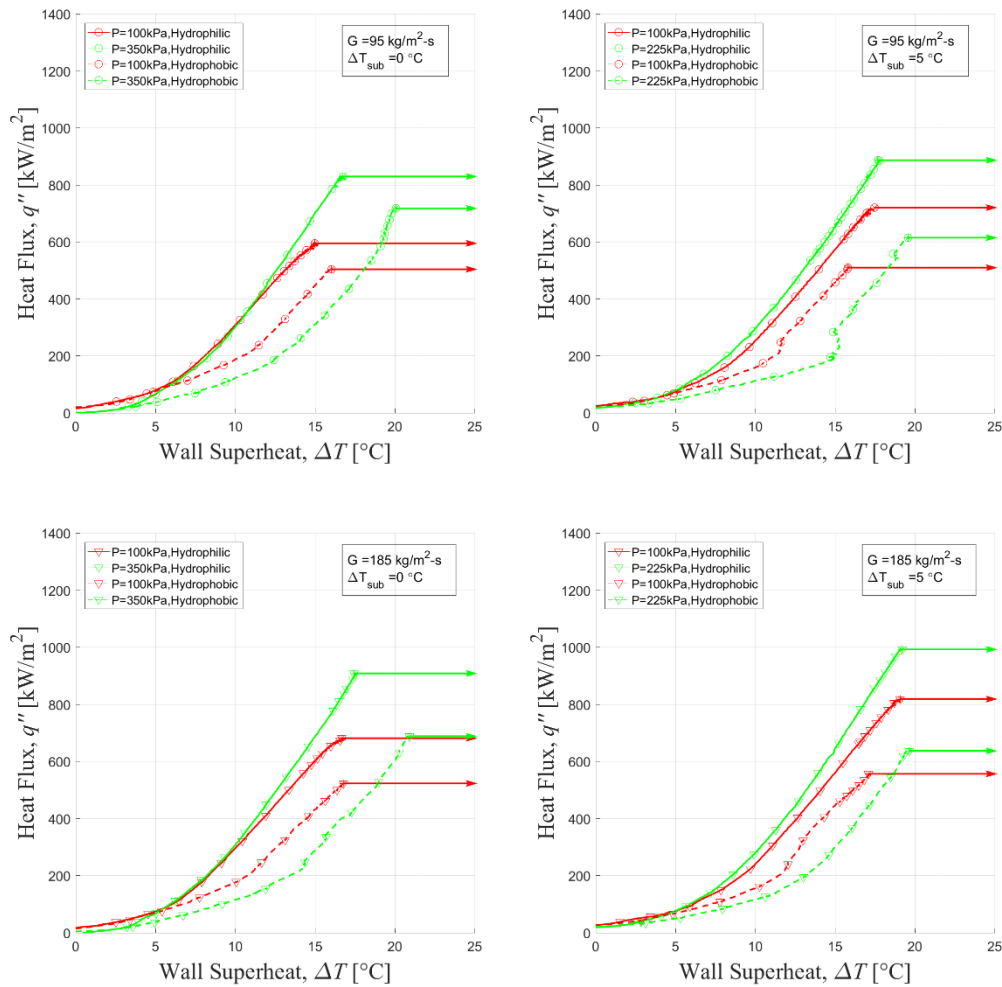 1400
1200
1000
800
600
400
200
0
Heat Flux, q″ [kW/m²]
P=100kPa,Hydrophilic
P=350kPa,Hydrophilic
P=100kPa,Hydrophobic
P=350kPa,Hydrophobic
G =95 kg/m²-s
ΔT_sub =0 °C
0 5 10 15 20 25
Wall Superheat, ΔT [°C]
1400
1200
1000
800
600
400
200
0
Heat Flux, q″ [kW/m²]
P=100kPa,Hydrophilic
P=225kPa,Hydrophilic
P=100kPa,Hydrophobic
P=225kPa,Hydrophobic
G =95 kg/m²-s
ΔT_sub =5 °C
0 5 10 15 20 25
Wall Superheat, ΔT [°C]
1400
1200
1000
800
600
400
200
0
Heat Flux, q″ [kW/m²]
P=100kPa,Hydrophilic
P=350kPa,Hydrophilic
P=100kPa,Hydrophobic
P=350kPa,Hydrophobic
G =185 kg/m²-s
ΔT_sub =0 °C
0 5 10 15 20 25
Wall Superheat, ΔT [°C]
1400
1200
1000
800
600
400
200
0
Heat Flux, q″ [kW/m²]
P=100kPa,Hydrophilic
P=225kPa,Hydrophilic
P=100kPa,Hydrophobic
P=225kPa,Hydrophobic
G =185 kg/m²-s
ΔT_sub =5 °C
0 5 10 15 20 25
Wall Superheat, ΔT [°C]